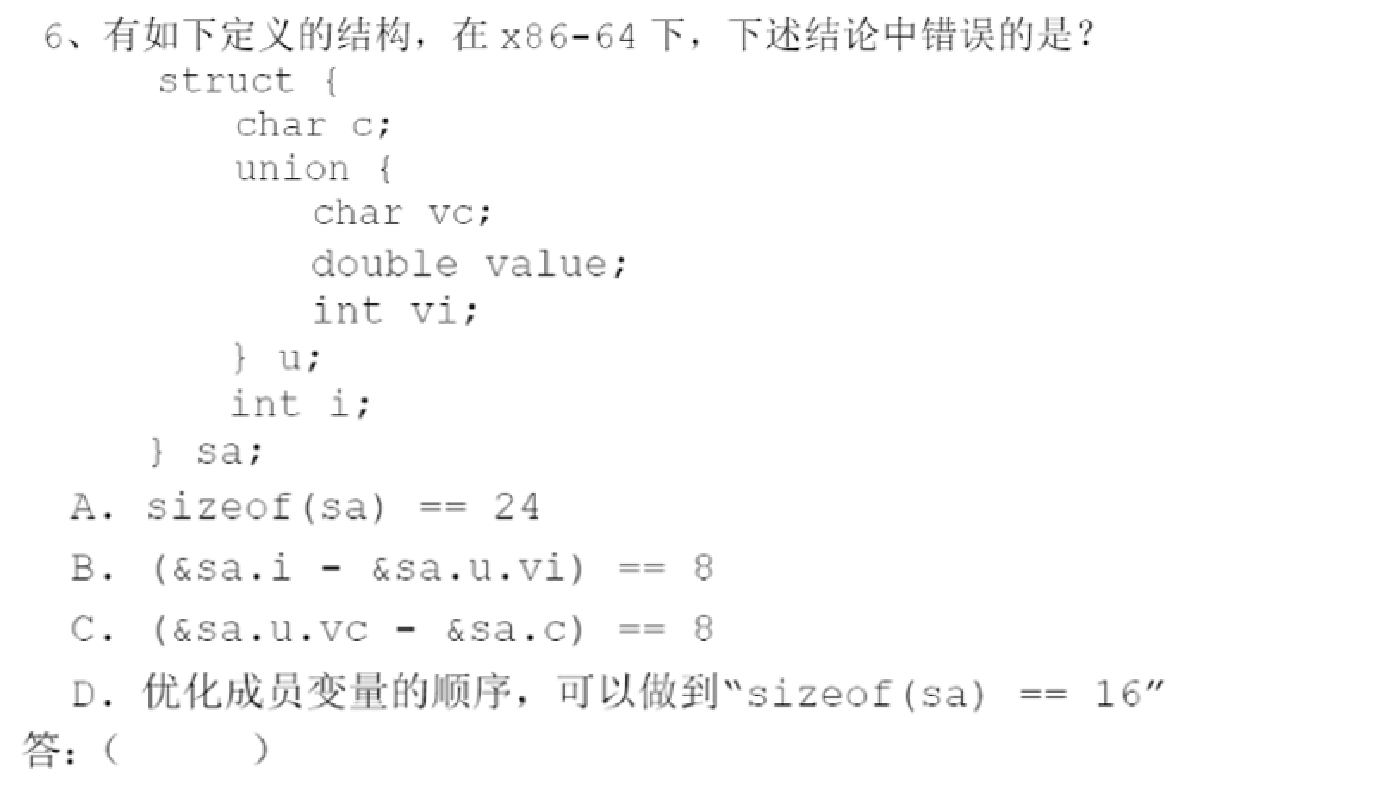 6、有如下定义的结构，在 x86-64 下，下述结论中错误的是？
struct {
char c;
union {
char vc;
double value;
int vi;
} u;
int i;
} sa;
A. sizeof(sa) == 24
B. (&sa.i - &sa.u.vi) == 8
C. (&sa.u.vc - &sa.c) == 8
D. 优化成员变量的顺序，可以做到“sizeof(sa) == 16”
答：（ ）